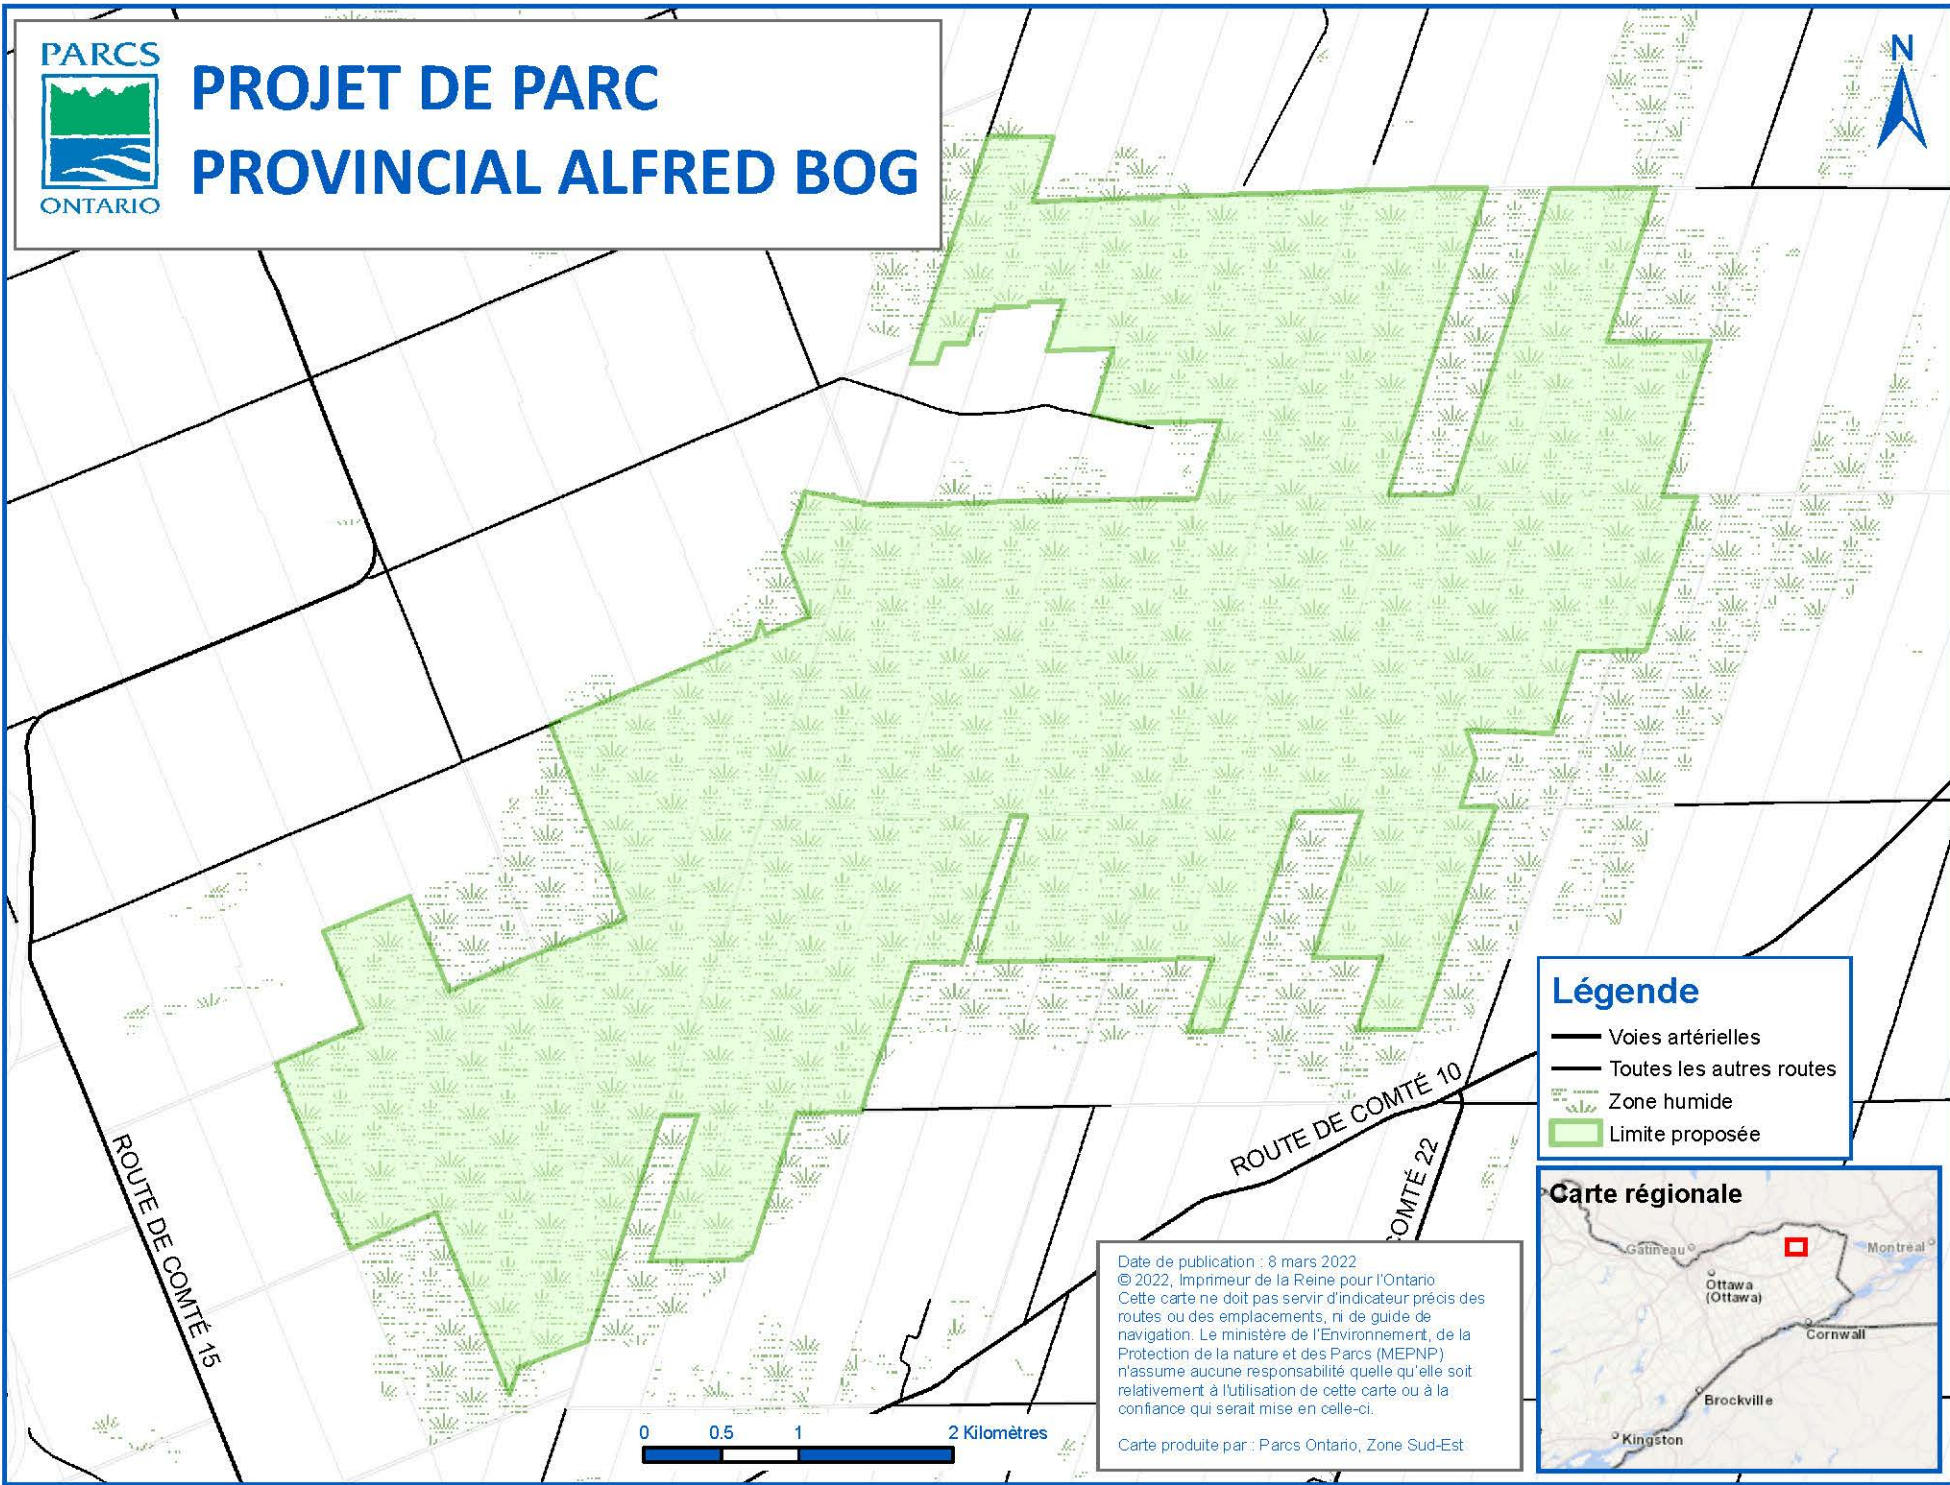 PARCS
ONTARIO
PROJET DE PARC
PROVINCIAL ALFRED BOG
N
Légende
Voies artérielles
Toutes les autres routes
Zone humide
Limite proposée
ROUTE DE COMTÉ 10
COMTÉ 22
ROUTE DE COMTÉ 15
Carte régionale
Gatineau
Montréal
Ottawa
(Ottawa)
Cornwall
Brockville
Kingston
Date de publication : 8 mars 2022
© 2022, Imprimeur de la Reine pour l'Ontario
Cette carte ne doit pas servir d'indicateur précis des
routes ou des emplacements, ni de guide de
navigation. Le ministère de l'Environnement, de la
Protection de la nature et des Parcs (MEPNP)
n'assume aucune responsabilité quelle qu'elle soit
relativement à l'utilisation de cette carte ou à la
confiance qui serait mise en celle-ci.
Carte produite par : Parcs Ontario, Zone Sud-Est
0 0.5 1 2 Kilomètres